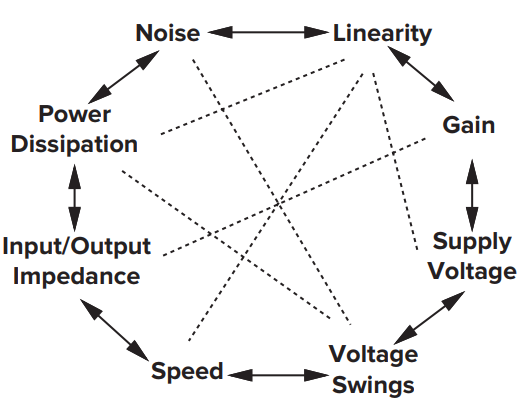 Noise
Linearity
Power
Dissipation
Gain
Input/Output
Impedance
Supply
Voltage
Speed
Voltage
Swings